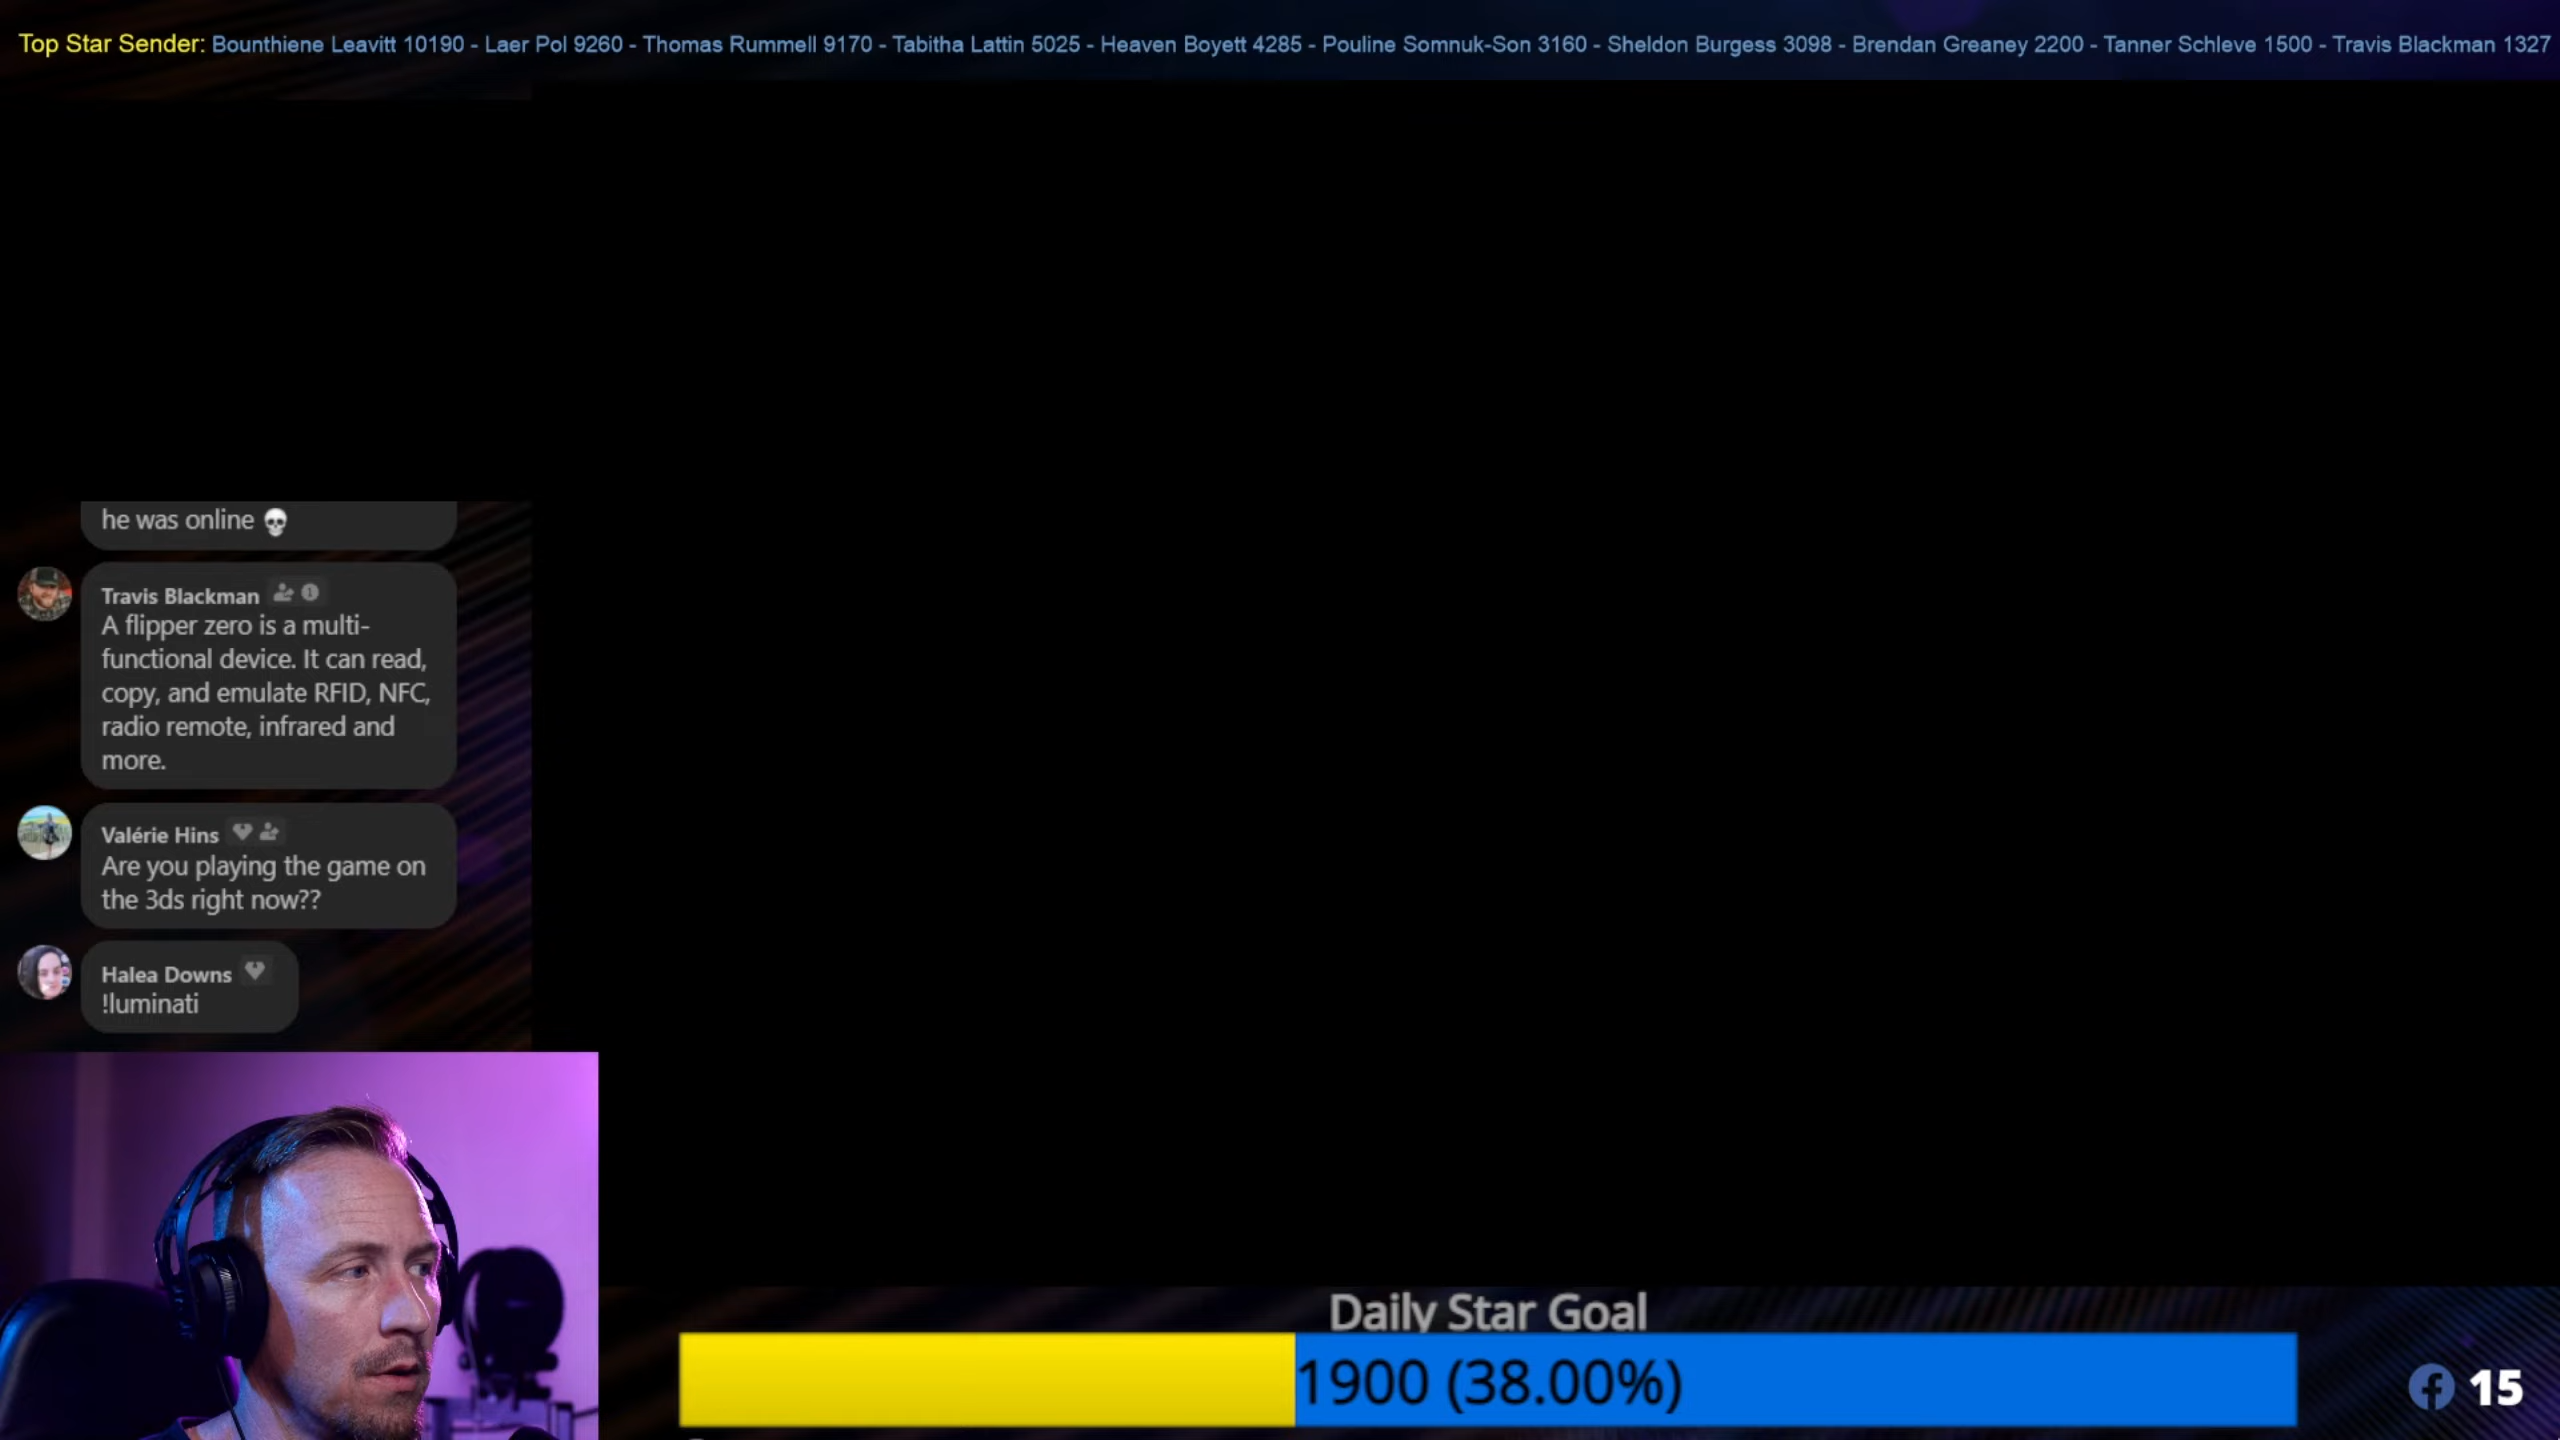 Top Star Sender: Bounthiene Leavitt 10190 - Laer Pol 9260 - Thomas Rummell 9170 - Tabitha Lattin 5025 - Heaven Boyett 4285 - Pouline Somnuk-Son 3160 - Sheldon Burgess 3098 - Brendan Greaney 2200 - Tanner Schleve 1500 - Travis Blackman 1327
he was online 💀
Travis Blackman
A flipper zero is a multi-
functional device. It can read,
copy, and emulate RFID, NFC,
radio remote, infrared and
more.
Valérie Hins
Are you playing the game on
the 3ds right now??
Halea Downs
!luminati
Daily Star Goal
1900 (38.00%)
15